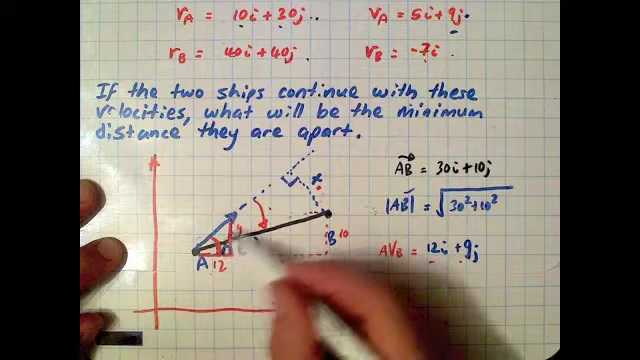 rA = 10i + 30j  vA = 5i + 9j
rB = 40i + 40j  vB = -7i
If the two ships continue with these
velocities, what will be the minimum
distance they are apart.
AB = 30i + 10j
|AB| = √30² + 10²
x
B 10
AVB = 12i + 9j
A 12